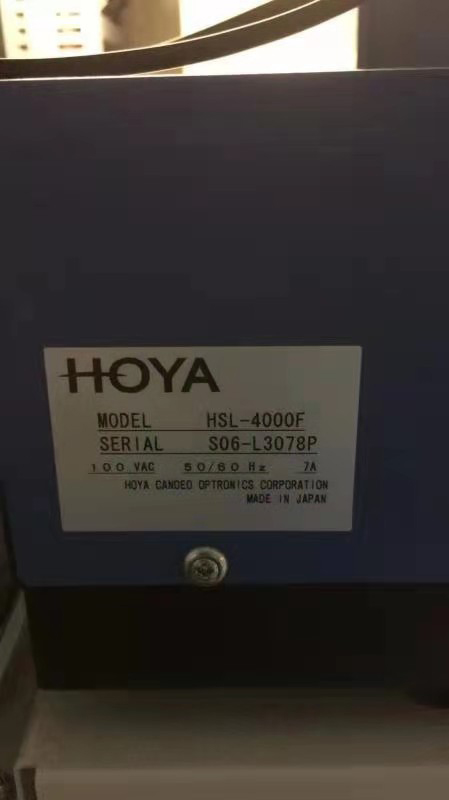 HOYA
MODEL HSL-4000F
SERIAL S06-L3078P
100 VAC 50/60 Hz 7A
HOYA CANDEO OPTRONICS CORPORATION
MADE IN JAPAN